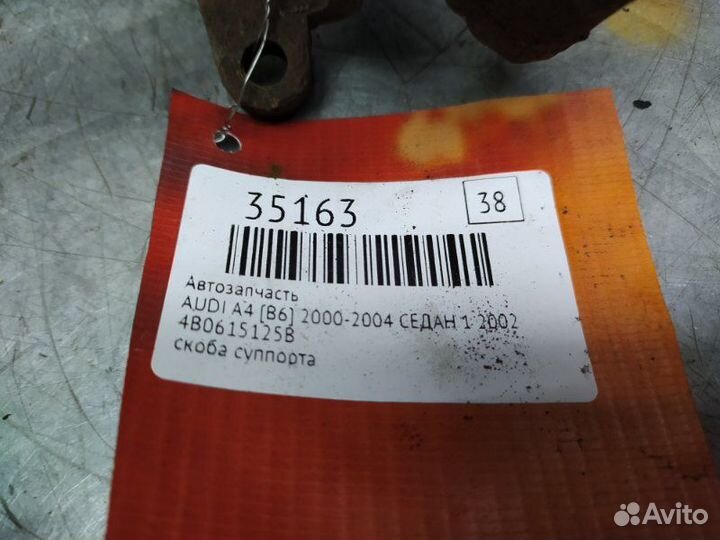 35163
38
Автозапчасть
AUDI A4 [B6] 2000-2004 СЕДАН 1 2002
4B0615125B
скоба суппорта
Avito